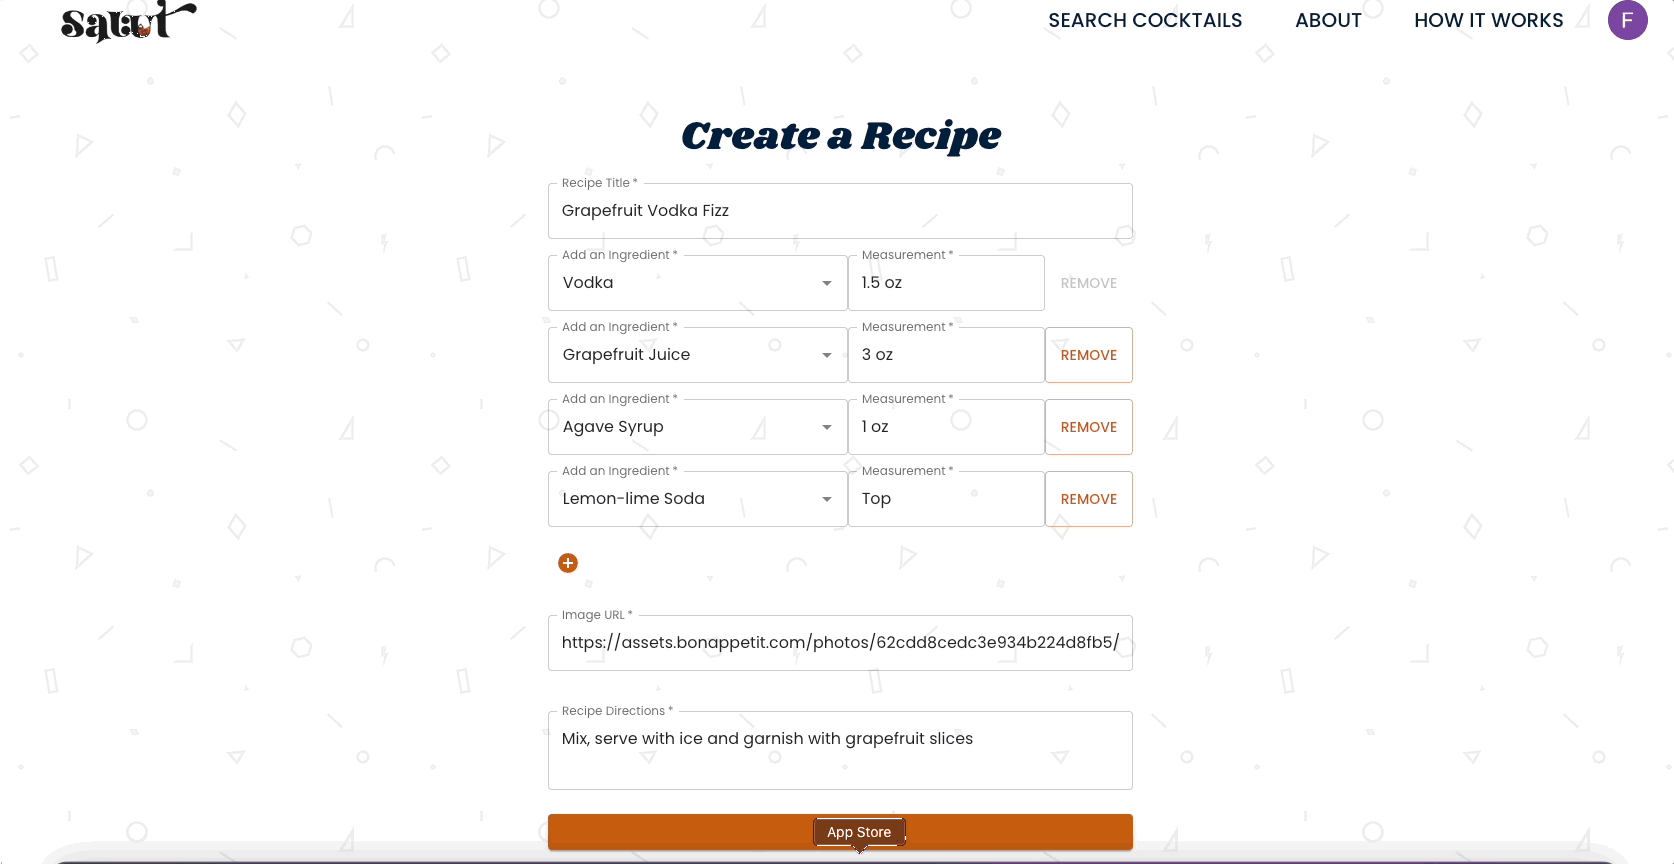 Salut
SEARCH COCKTAILS ABOUT HOW IT WORKS F
Create a Recipe
Recipe Title *
Grapefruit Vodka Fizz
Add an Ingredient * Measurement *
Vodka 1.5 oz REMOVE
Add an Ingredient * Measurement *
Grapefruit Juice 3 oz REMOVE
Add an Ingredient * Measurement *
Agave Syrup 1 oz REMOVE
Add an Ingredient * Measurement *
Lemon-lime Soda Top REMOVE
Image URL *
https://assets.bonappetit.com/photos/62cdd8cedc3e934b224d8fb5/
Recipe Directions *
Mix, serve with ice and garnish with grapefruit slices
App Store